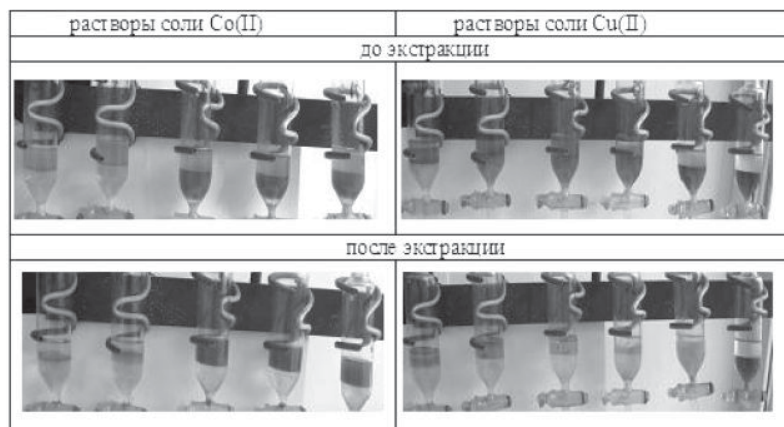 растворы соли Co(II)
растворы соли Cu(II)
до экстракции
после экстракции